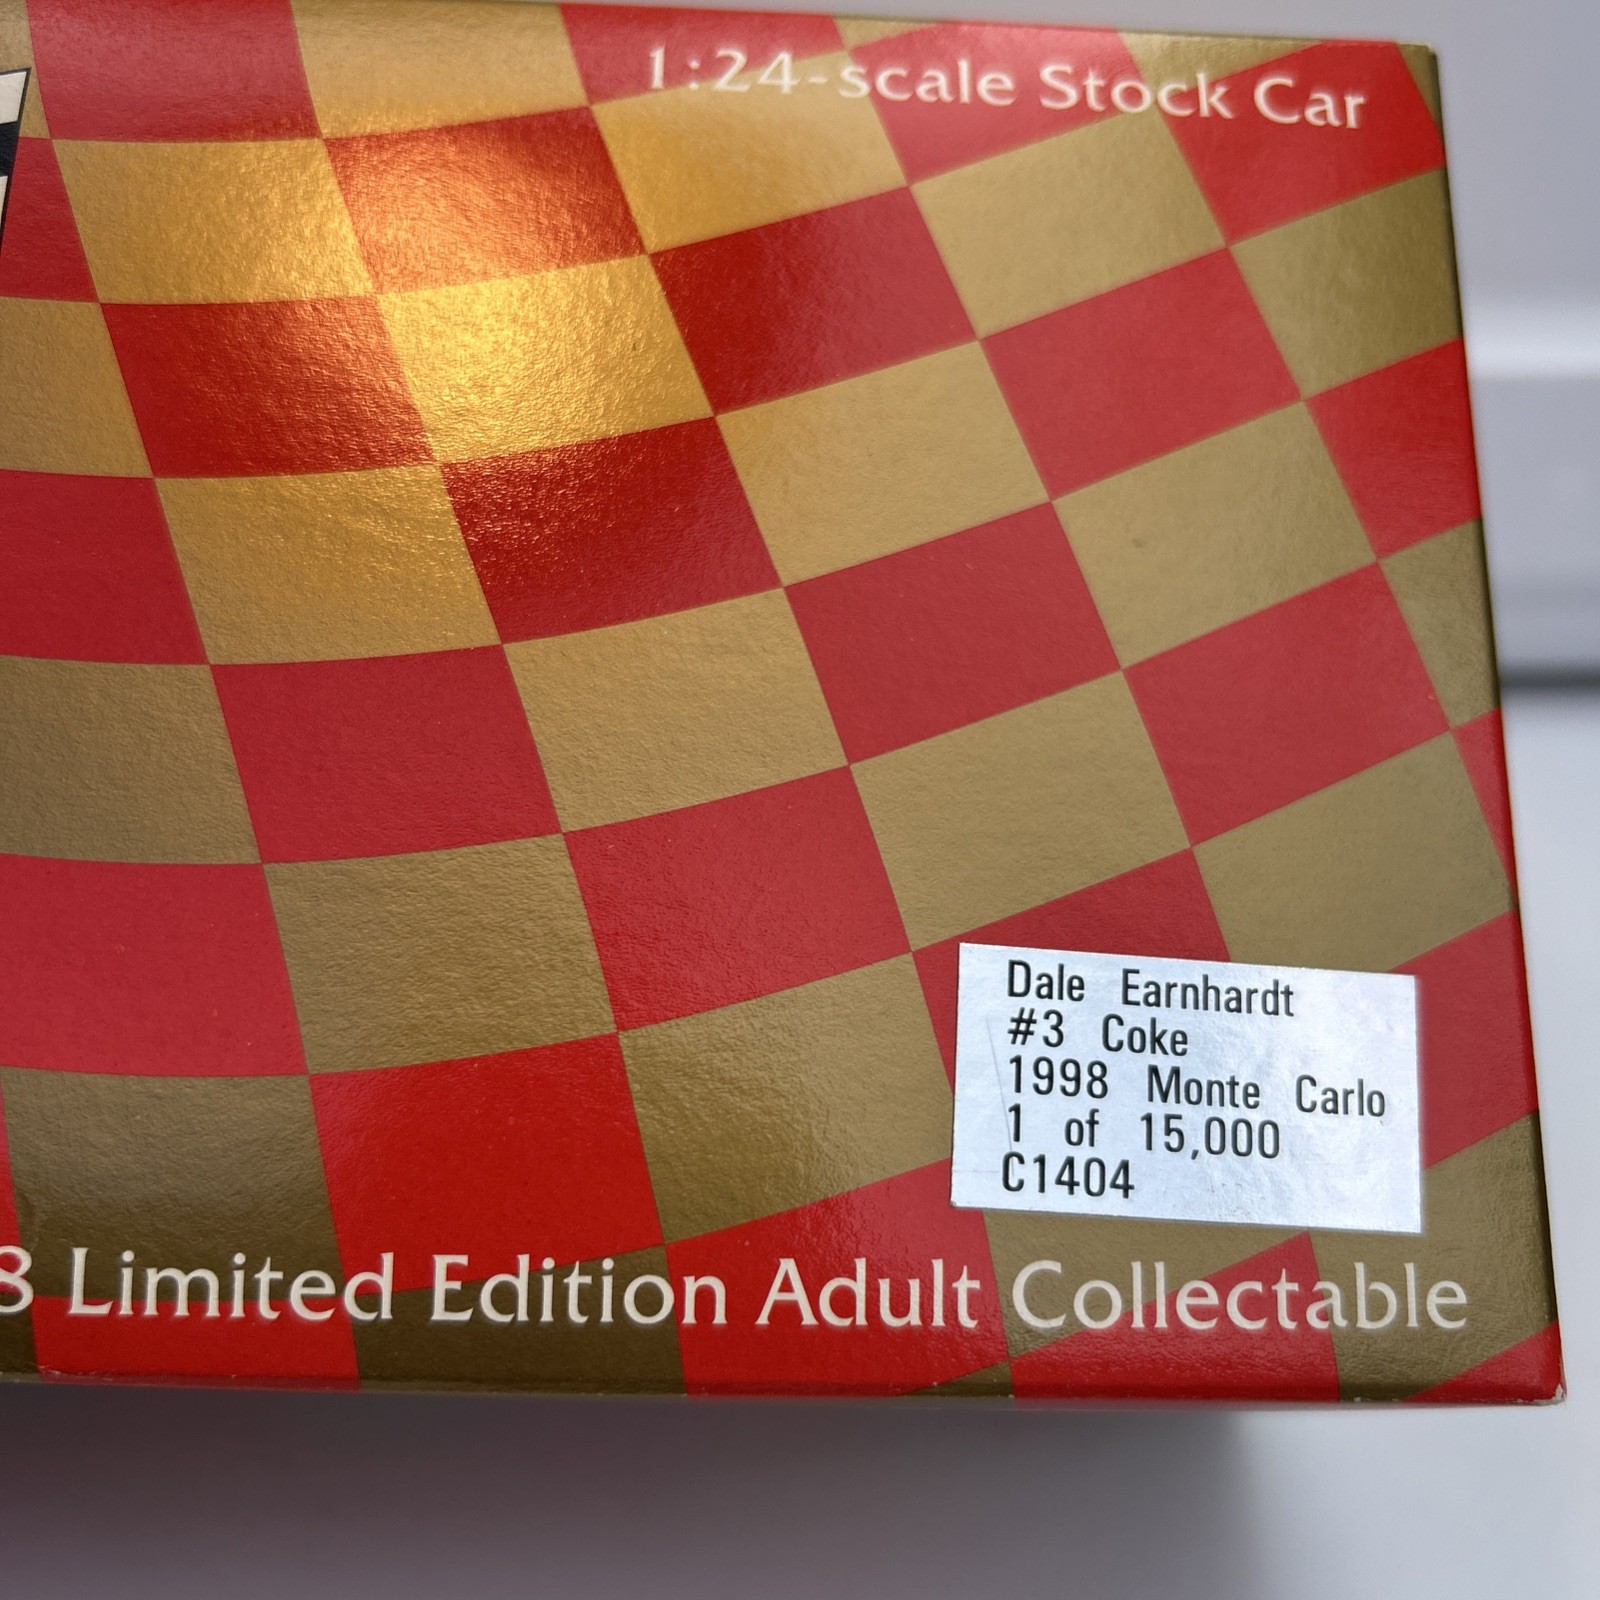 1:24-scale Stock Car
Dale Earnhardt
#3 Coke
1998 Monte Carlo
1 of 15,000
C1404
8 Limited Edition Adult Collectable